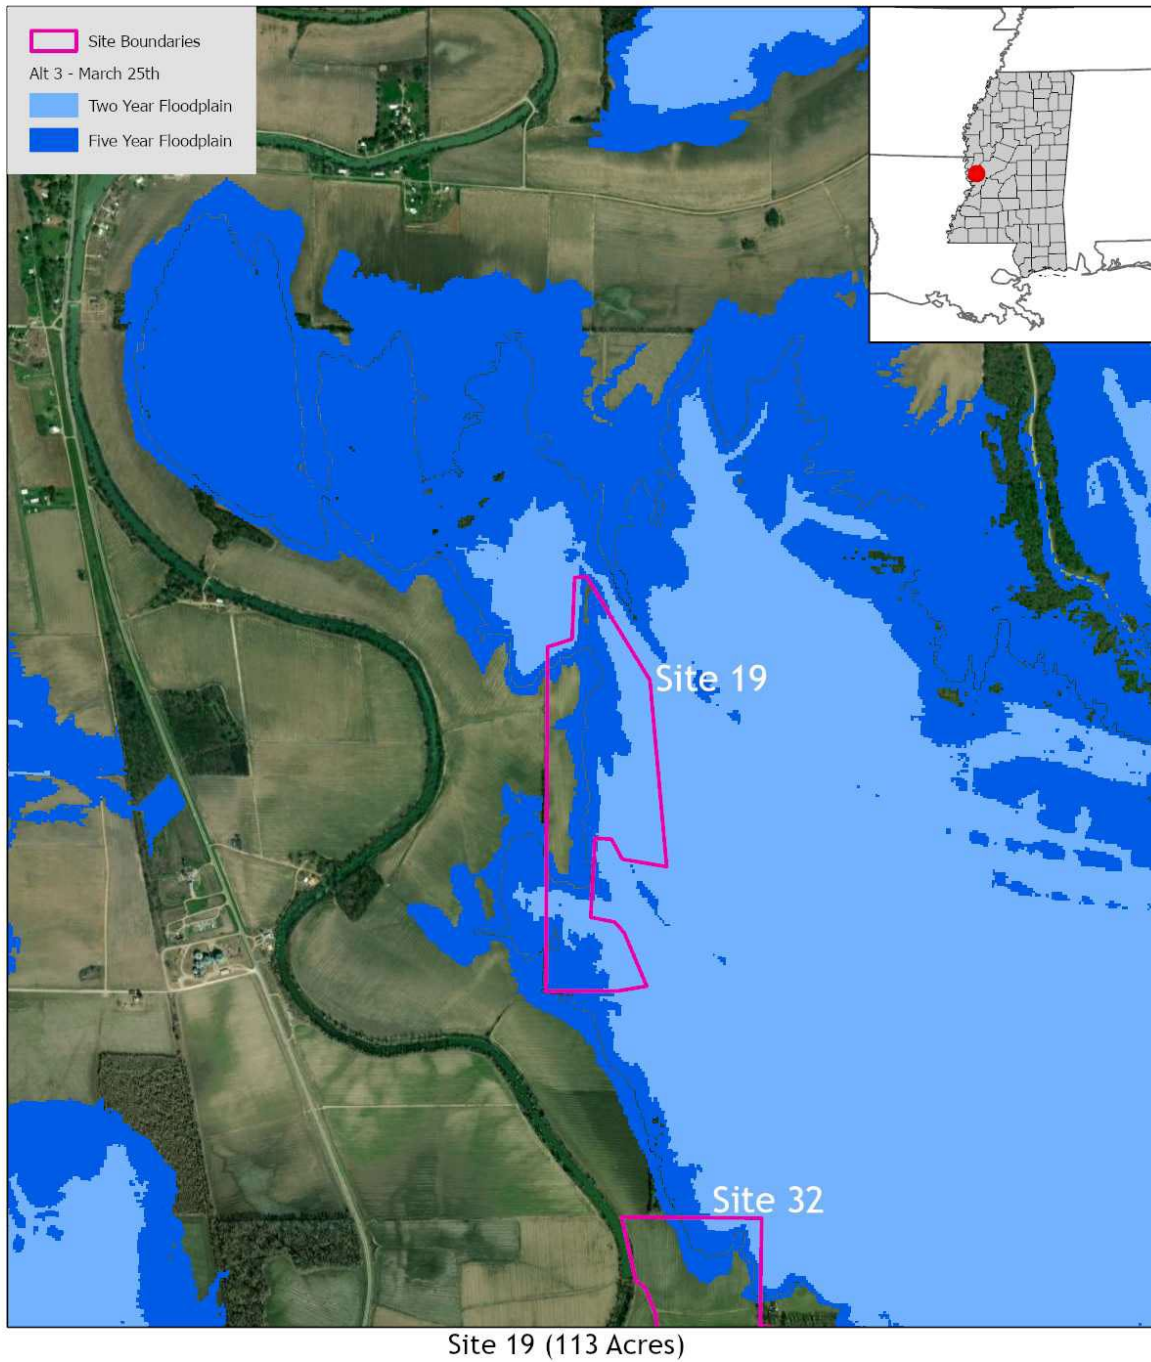 Site Boundaries
Alt 3 - March 25th
Two Year Floodplain
Five Year Floodplain
Site 19
Site 32
Site 19 (113 Acres)